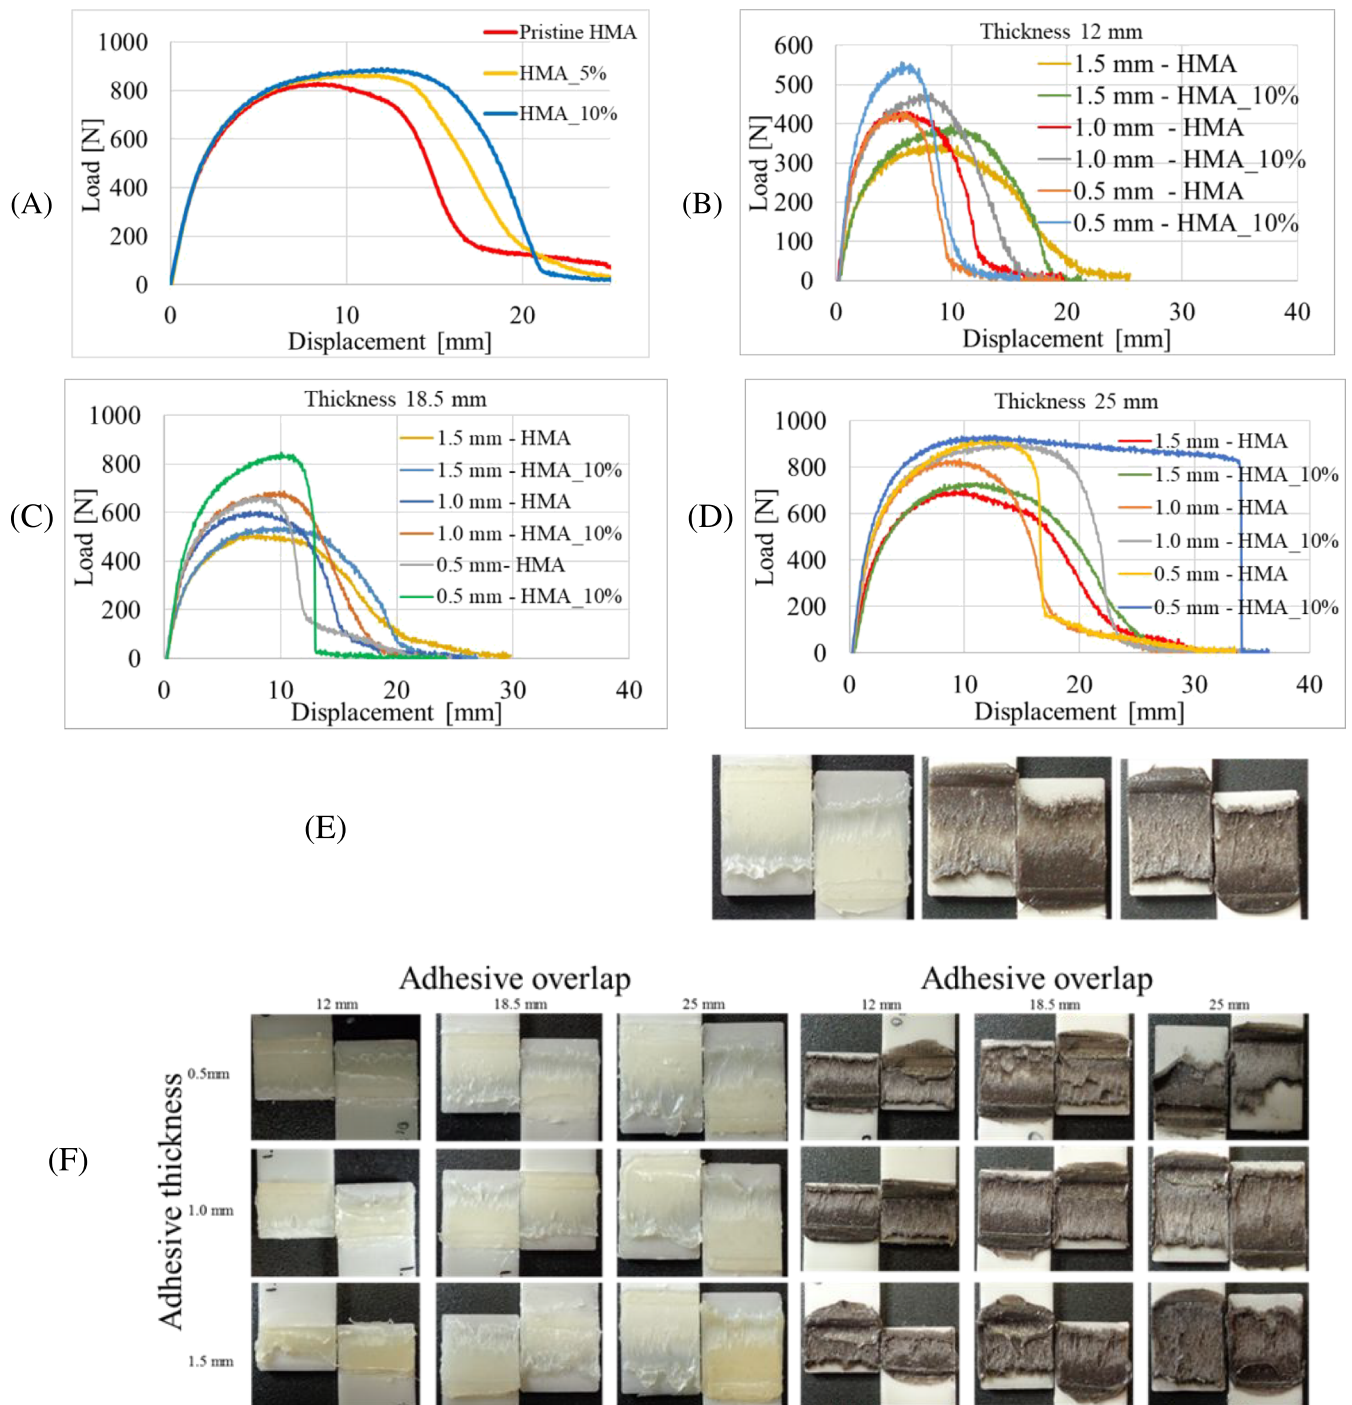 (A)
1000
800
600
400
200
0
0 10 20
Load [N]
Displacement [mm]
Pristine HMA
HMA_5%
HMA_10%
(B)
Thickness 12 mm
600
500
400
300
200
100
0
0 10 20 30 40
Load [N]
Displacement [mm]
1.5 mm - HMA
1.5 mm - HMA_10%
1.0 mm - HMA
1.0 mm - HMA_10%
0.5 mm - HMA
0.5 mm - HMA_10%
(C)
Thickness 18.5 mm
1000
800
600
400
200
0
0 10 20 30 40
Load [N]
Displacement [mm]
1.5 mm - HMA
1.5 mm - HMA_10%
1.0 mm - HMA
1.0 mm - HMA_10%
0.5 mm- HMA
0.5 mm - HMA_10%
(D)
Thickness 25 mm
1000
800
600
400
200
0
0 10 20 30 40
Load [N]
Displacement [mm]
1.5 mm - HMA
1.5 mm - HMA_10%
1.0 mm - HMA
1.0 mm - HMA_10%
0.5 mm - HMA
0.5 mm - HMA_10%
(E)
(F)
Adhesive overlap Adhesive overlap
12 mm 18.5 mm 25 mm 12 mm 18.5 mm 25 mm
Adhesive thickness
0.5mm
1.0 mm
1.5 mm